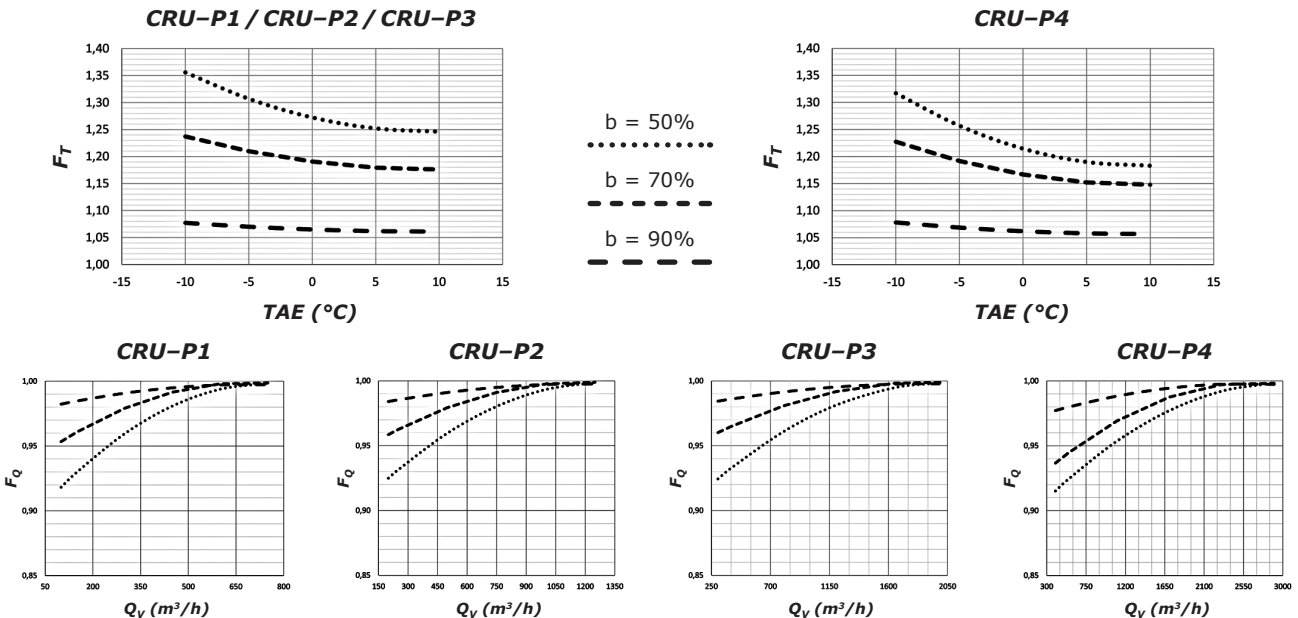 CRU–P1 / CRU–P2 / CRU–P3
1,40
1,35
1,30
1,25
1,20
1,15
1,10
1,05
1,00
F_T
-15 -10 -5 0 5 10 15
TAE (°C)
b = 50%
b = 70%
b = 90%
CRU–P4
1,40
1,35
1,30
1,25
1,20
1,15
1,10
1,05
1,00
F_T
-15 -10 -5 0 5 10 15
TAE (°C)
CRU–P1
1,00
0,95
0,90
0,85
F_Q
50 200 350 500 650 800
Q_V (m³/h)
CRU–P2
1,00
0,95
0,90
0,85
F_Q
150 300 450 600 750 900 1050 1200 1350
Q_V (m³/h)
CRU–P3
1,00
0,95
0,90
0,85
F_Q
250 700 1150 1600 2050
Q_V (m³/h)
CRU–P4
1,00
0,95
0,90
0,85
F_Q
300 750 1200 1650 2100 2550 3000
Q_V (m³/h)